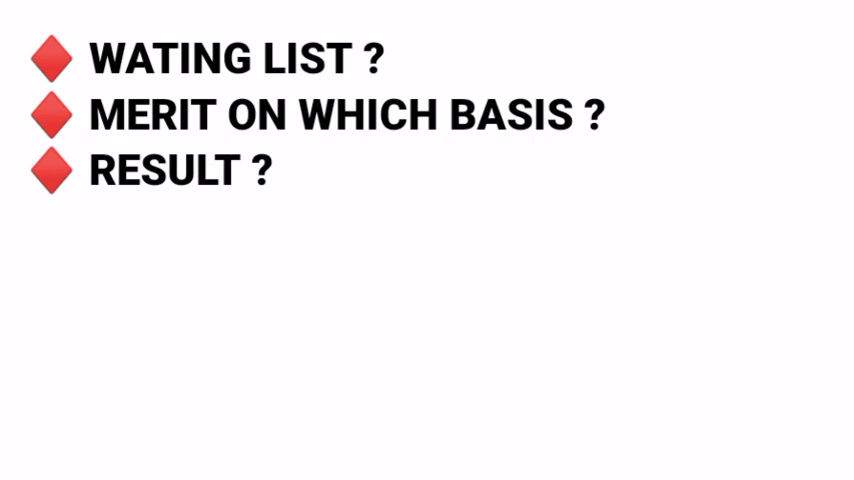 ♦️ WATING LIST ?
♦️ MERIT ON WHICH BASIS ?
♦️ RESULT ?